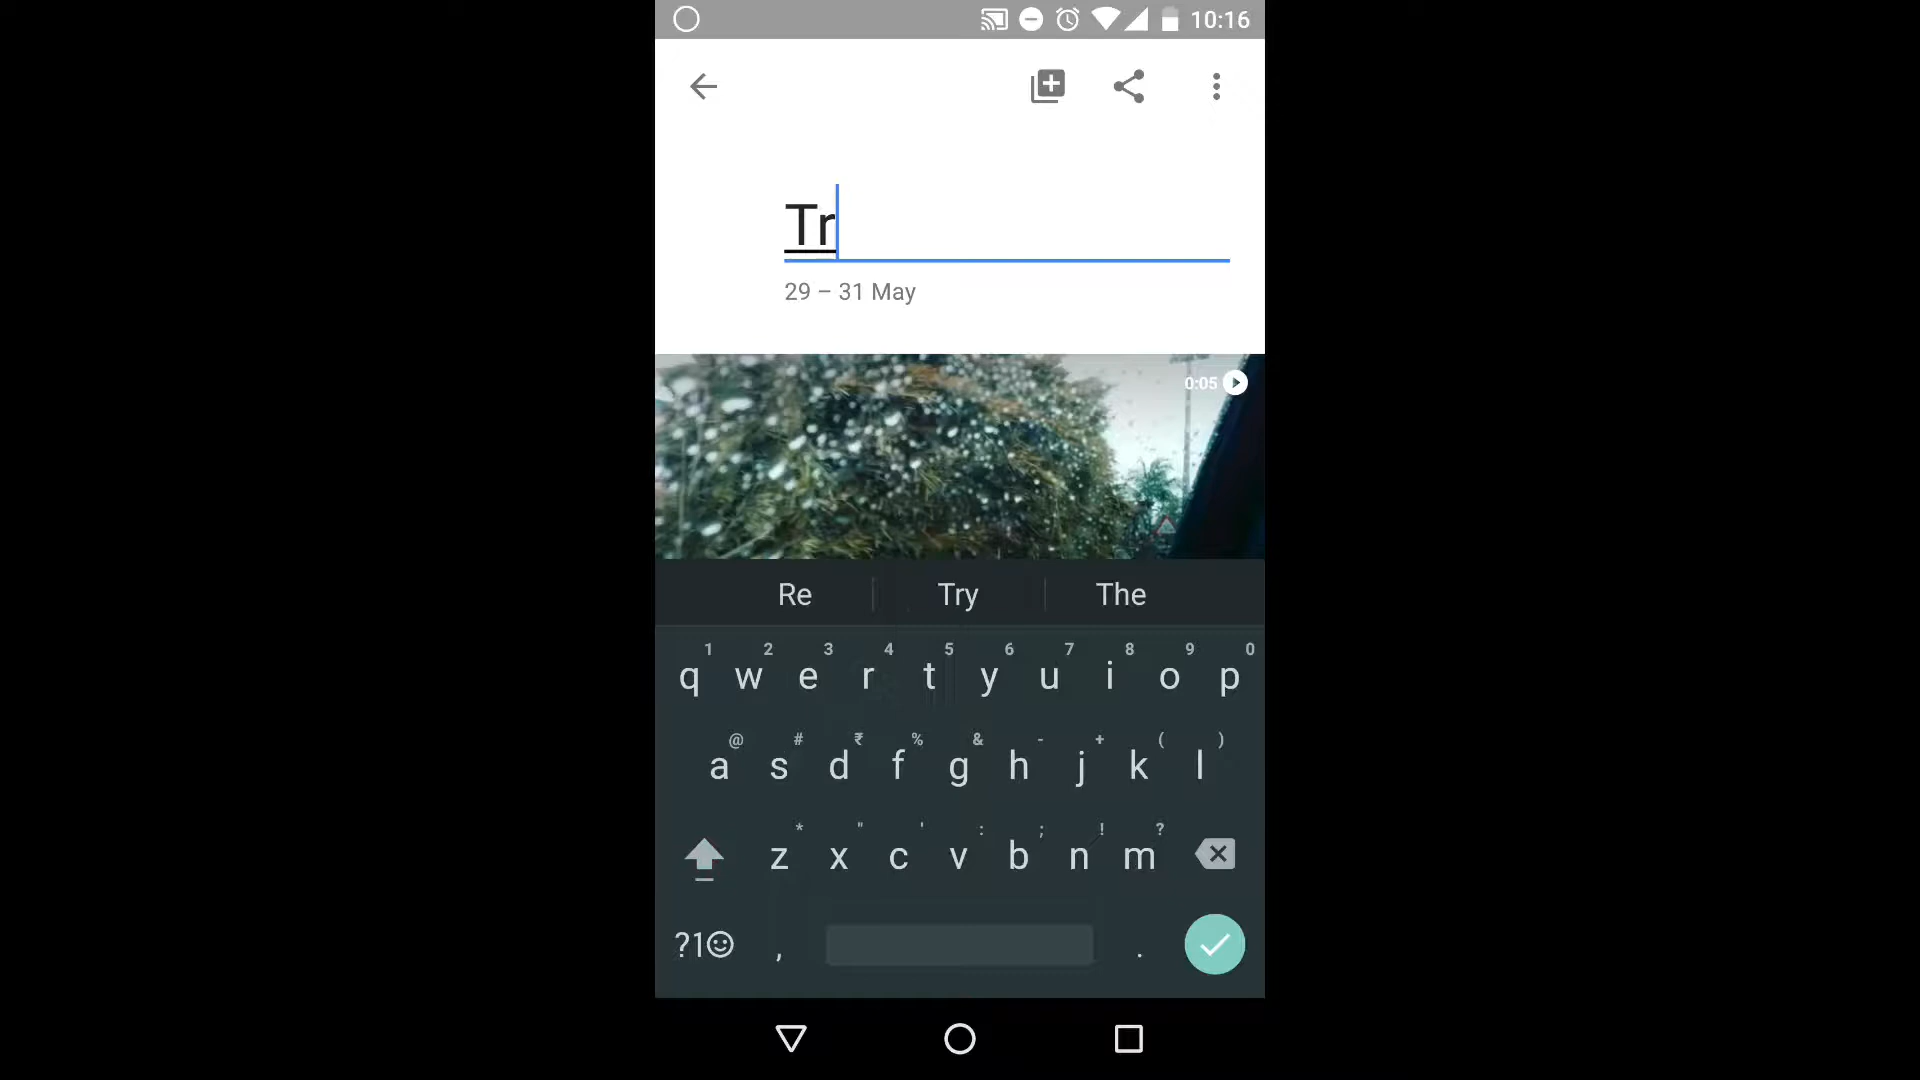 10:16
Tr
29 – 31 May
0:05
Re Try The
1 2 3 4 5 6 7 8 9 0
q w e r t y u i o p
@ # ₹ % & - + ( )
a s d f g h j k l
* " ' : ; ! ?
z x c v b n m
?1☺ , .